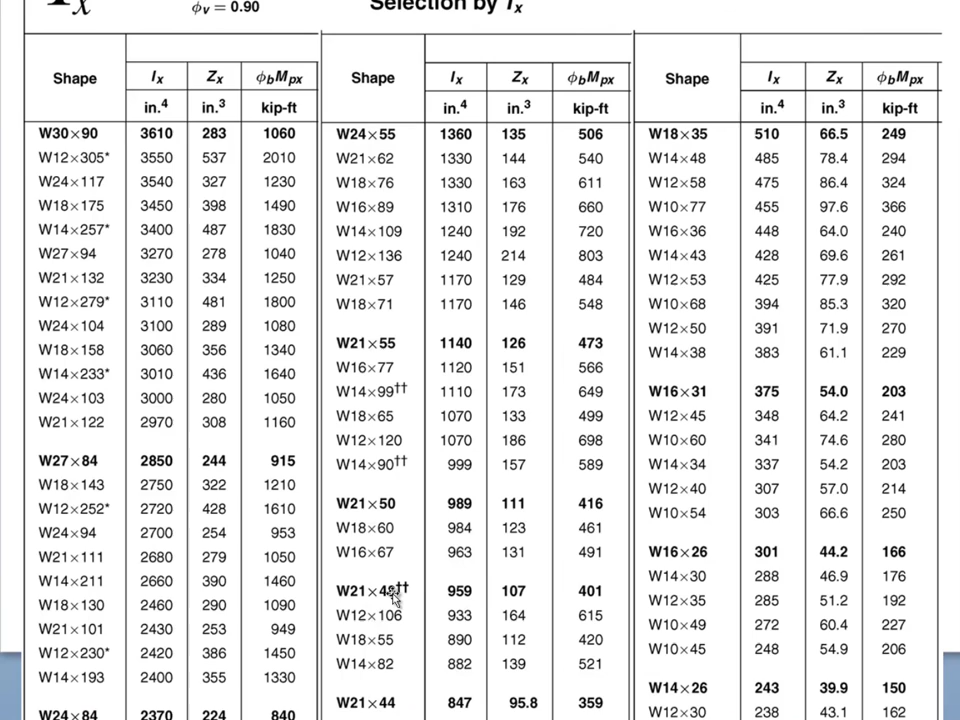 ϕv = 0.90
Selection by Ix
Shape Ix Zx ϕbMpx
in.4 in.3 kip-ft
W30×90 3610 283 1060
W12×305* 3550 537 2010
W24×117 3540 327 1230
W18×175 3450 398 1490
W14×257* 3400 487 1830
W27×94 3270 278 1040
W21×132 3230 334 1250
W12×279* 3110 481 1800
W24×104 3100 289 1080
W18×158 3060 356 1340
W14×233* 3010 436 1640
W24×103 3000 280 1050
W21×122 2970 308 1160
W27×84 2850 244 915
W18×143 2750 322 1210
W12×252* 2720 428 1610
W24×94 2700 254 953
W21×111 2680 279 1050
W14×211 2660 390 1460
W18×130 2460 290 1090
W21×101 2430 253 949
W12×230* 2420 386 1450
W14×193 2400 355 1330
W24×84 2370 224 840
Shape Ix Zx ϕbMpx
in.4 in.3 kip-ft
W24×55 1360 135 506
W21×62 1330 144 540
W18×76 1330 163 611
W16×89 1310 176 660
W14×109 1240 192 720
W12×136 1240 214 803
W21×57 1170 129 484
W18×71 1170 146 548
W21×55 1140 126 473
W16×77 1120 151 566
W14×99†† 1110 173 649
W18×65 1070 133 499
W12×120 1070 186 698
W14×90†† 999 157 589
W21×50 989 111 416
W18×60 984 123 461
W16×67 963 131 491
W21×48†† 959 107 401
W12×106 933 164 615
W18×55 890 112 420
W14×82 882 139 521
W21×44 847 95.8 359
Shape Ix Zx ϕbMpx
in.4 in.3 kip-ft
W18×35 510 66.5 249
W14×48 485 78.4 294
W12×58 475 86.4 324
W10×77 455 97.6 366
W16×36 448 64.0 240
W14×43 428 69.6 261
W12×53 425 77.9 292
W10×68 394 85.3 320
W12×50 391 71.9 270
W14×38 383 61.1 229
W16×31 375 54.0 203
W12×45 348 64.2 241
W10×60 341 74.6 280
W14×34 337 54.2 203
W12×40 307 57.0 214
W10×54 303 66.6 250
W16×26 301 44.2 166
W14×30 288 46.9 176
W12×35 285 51.2 192
W10×49 272 60.4 227
W10×45 248 54.9 206
W14×26 243 39.9 150
W12×30 238 43.1 162